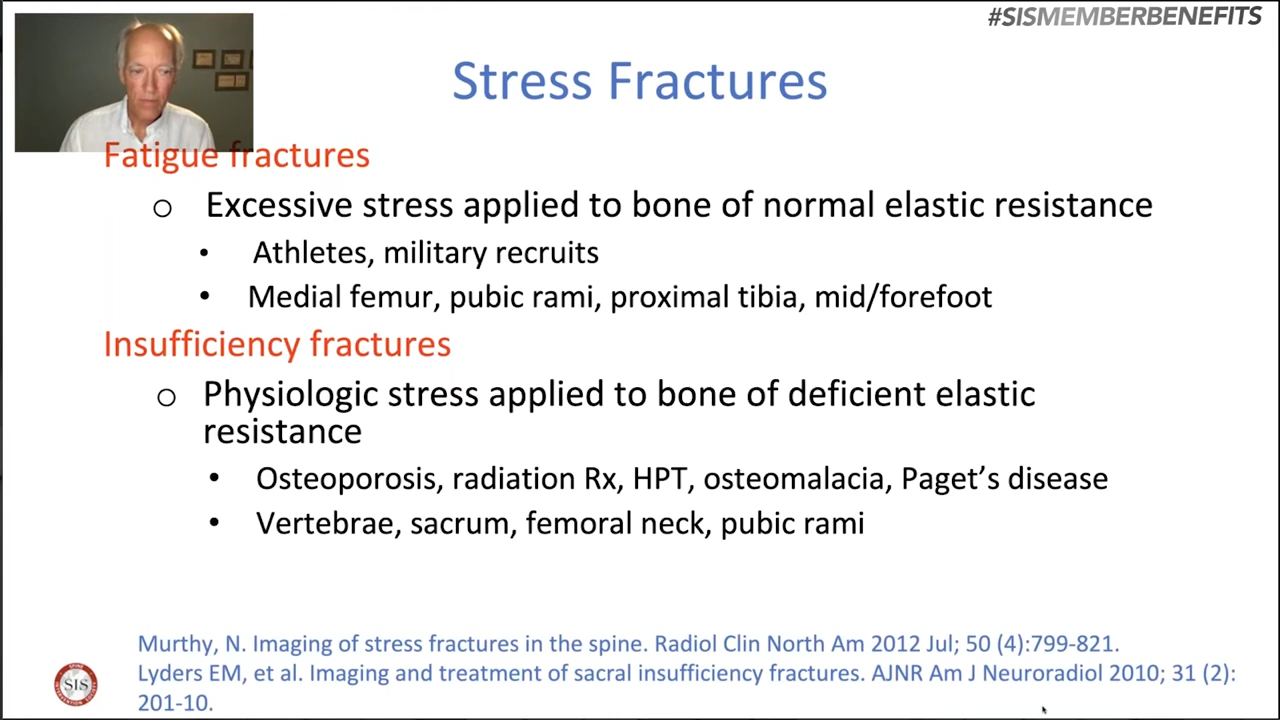 #SISMEMBERBENEFITS
Stress Fractures
Fatigue fractures
o Excessive stress applied to bone of normal elastic resistance
• Athletes, military recruits
• Medial femur, pubic rami, proximal tibia, mid/forefoot
Insufficiency fractures
o Physiologic stress applied to bone of deficient elastic
resistance
• Osteoporosis, radiation Rx, HPT, osteomalacia, Paget’s disease
• Vertebrae, sacrum, femoral neck, pubic rami
Murthy, N. Imaging of stress fractures in the spine. Radiol Clin North Am 2012 Jul; 50 (4):799-821.
Lyders EM, et al. Imaging and treatment of sacral insufficiency fractures. AJNR Am J Neuroradiol 2010; 31 (2):
201-10.
SIS